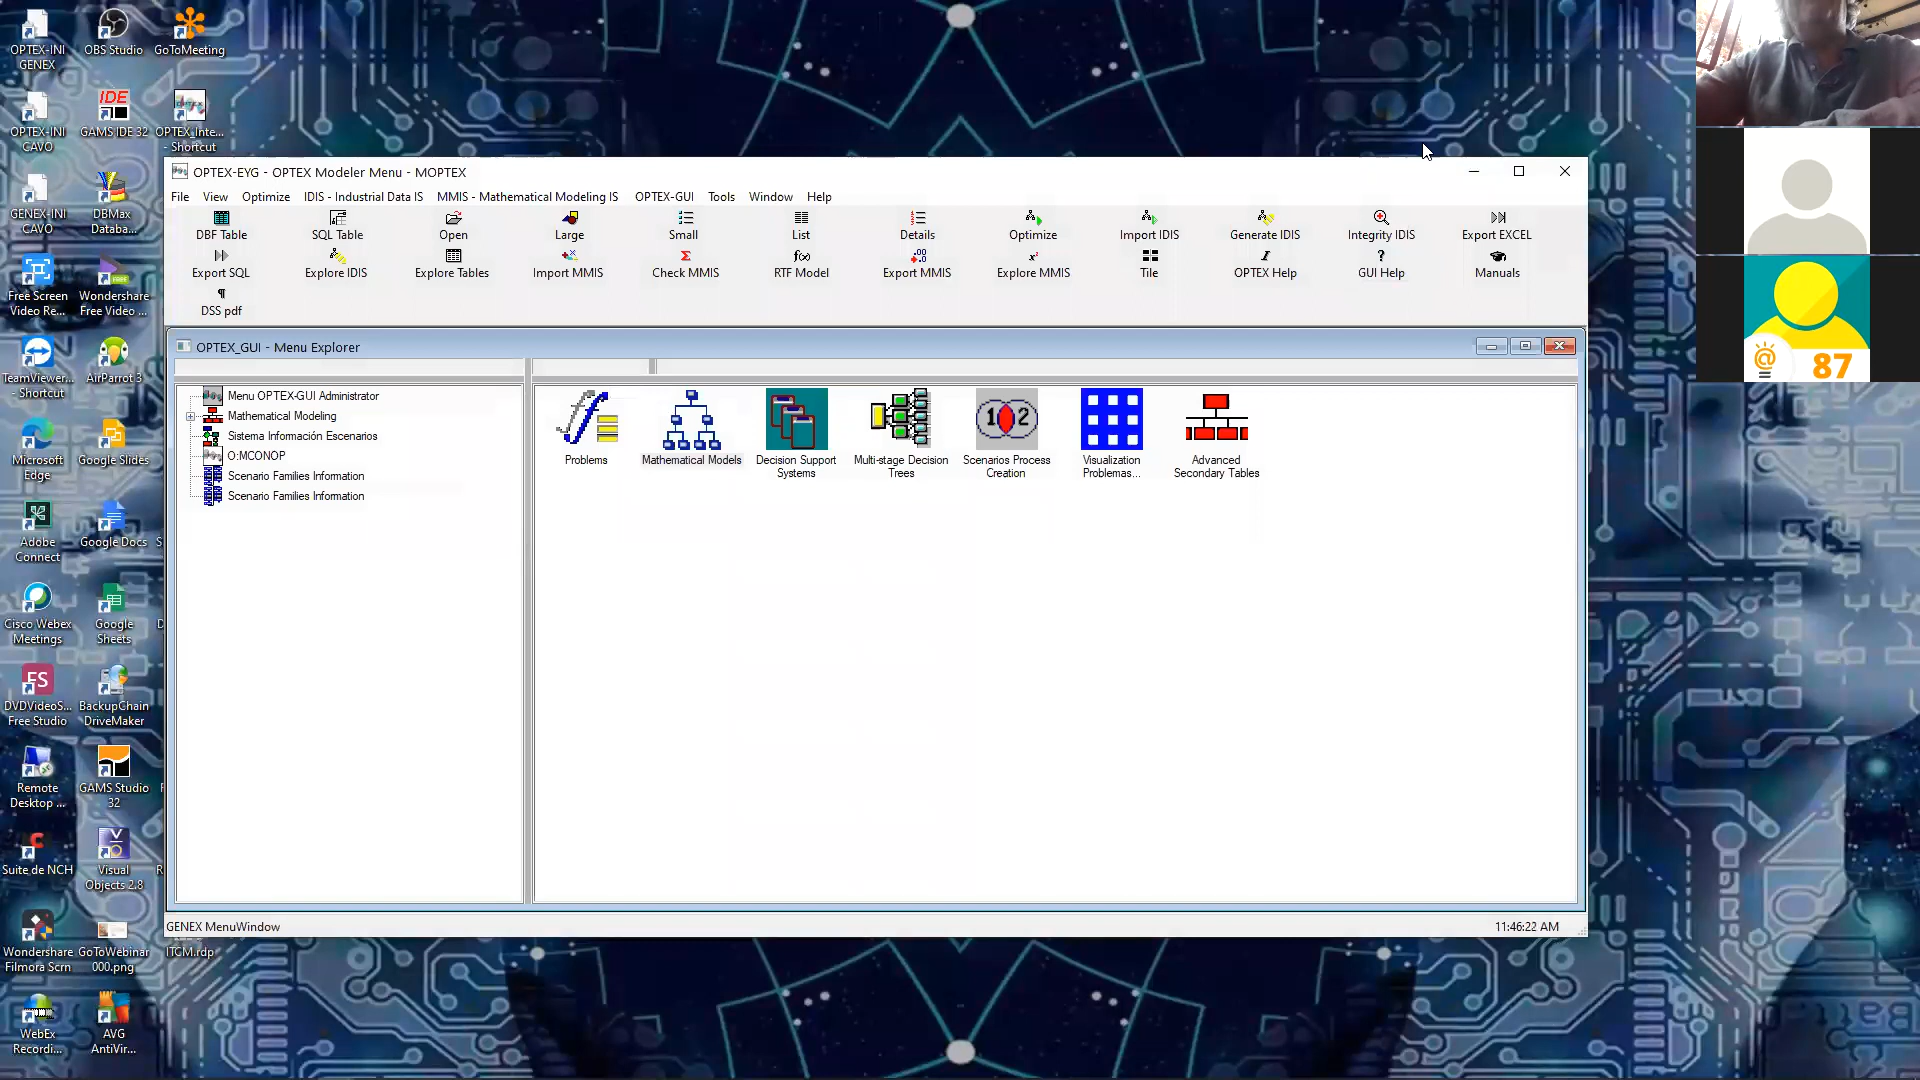 OPTEX-INI
GENEX
OBS Studio
GoToMeeting
OPTEX-INI
CAVO
IDE
GAMS IDE 32
OPTEX_Inte...
- Shortcut
GENEX-INI
CAVO
DBMax
Databa...
Free Screen
Video Re...
Wondershare
Free Video ...
TeamViewer...
- Shortcut
AirParrot 3
Microsoft
Edge
Google Slides
Adobe
Connect
Google Docs
S
Cisco Webex
Meetings
Google
Sheets
D
FS
DVDVideoS...
Free Studio
BackupChain
DriveMaker
Remote
Desktop ...
GAMS Studio
32
F
Suite de NCH
Visual
Objects 2.8
R
Wondershare
Filmora Scrn
GoToWebinar
000.png
ITCM.rdp
WebEx
Recordi...
AVG
AntiVir...
OPTEX-EYG - OPTEX Modeler Menu - MOPTEX
File View Optimize IDIS - Industrial Data IS MMIS - Mathematical Modeling IS OPTEX-GUI Tools Window Help
DBF Table SQL Table Open Large Small List Details Optimize Import IDIS Generate IDIS Integrity IDIS Export EXCEL
Export SQL Explore IDIS Explore Tables Import MMIS Check MMIS RTF Model Export MMIS Explore MMIS Tile OPTEX Help GUI Help Manuals
DSS pdf
OPTEX_GUI - Menu Explorer
Menu OPTEX-GUI Administrator
Mathematical Modeling
Sistema Información Escenarios
O:MCONOP
Scenario Families Information
Scenario Families Information
Problems
Mathematical Models
Decision Support
Systems
Multi-stage Decision
Trees
1 2
Scenarios Process
Creation
Visualization
Problemas...
Advanced
Secondary Tables
GENEX MenuWindow
11:46:22 AM
@
87